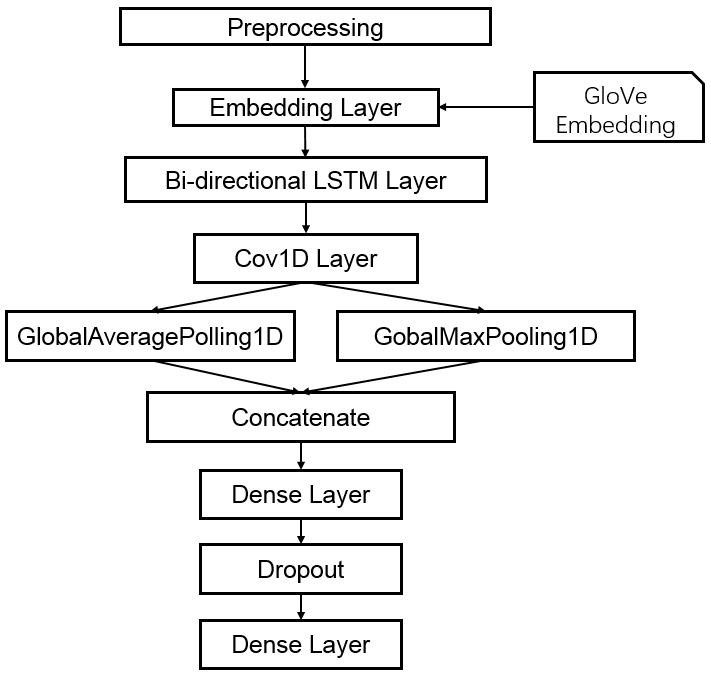 Preprocessing
Embedding Layer
GloVe
Embedding
Bi-directional LSTM Layer
Cov1D Layer
GlobalAveragePolling1D
GobalMaxPooling1D
Concatenate
Dense Layer
Dropout
Dense Layer